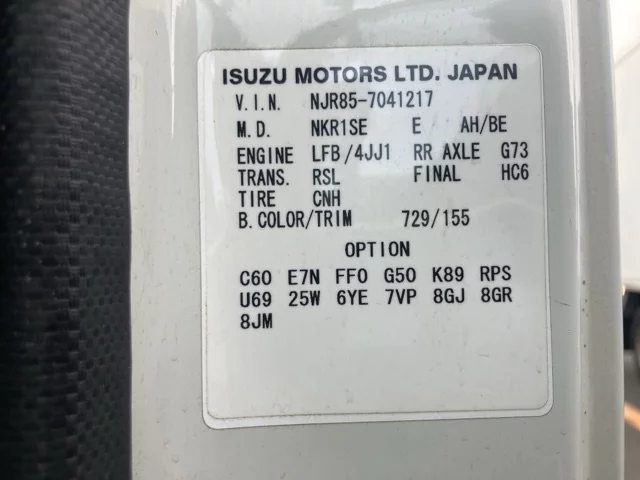 ISUZU MOTORS LTD. JAPAN
V.I.N. NJR85-7041217
M.D. NKR1SE E AH/BE
ENGINE LFB/4JJ1 RR AXLE G73
TRANS. RSL FINAL HC6
TIRE CNH
B.COLOR/TRIM 729/155
OPTION
C60 E7N FF0 G50 K89 RPS
U69 25W 6YE 7VP 8GJ 8GR
8JM